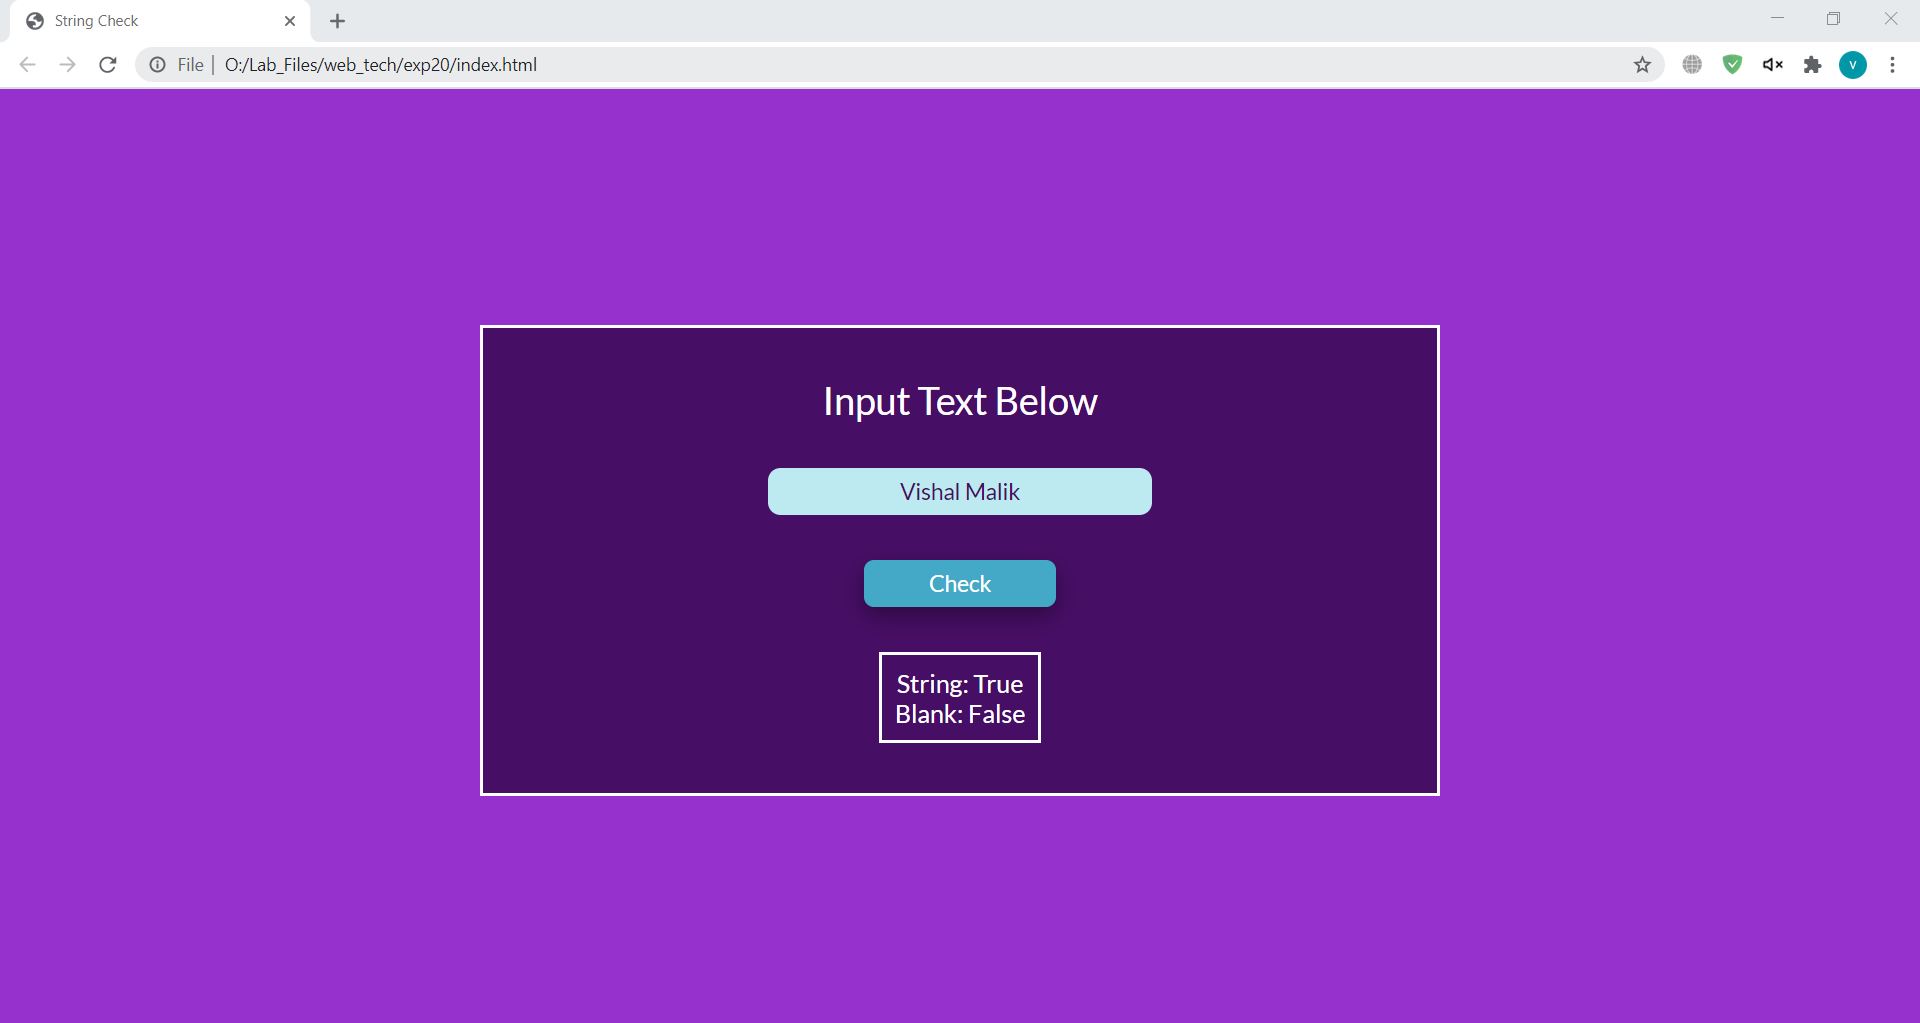 String Check
File | O:/Lab_Files/web_tech/exp20/index.html
V
Input Text Below
Vishal Malik
Check
String: True
Blank: False